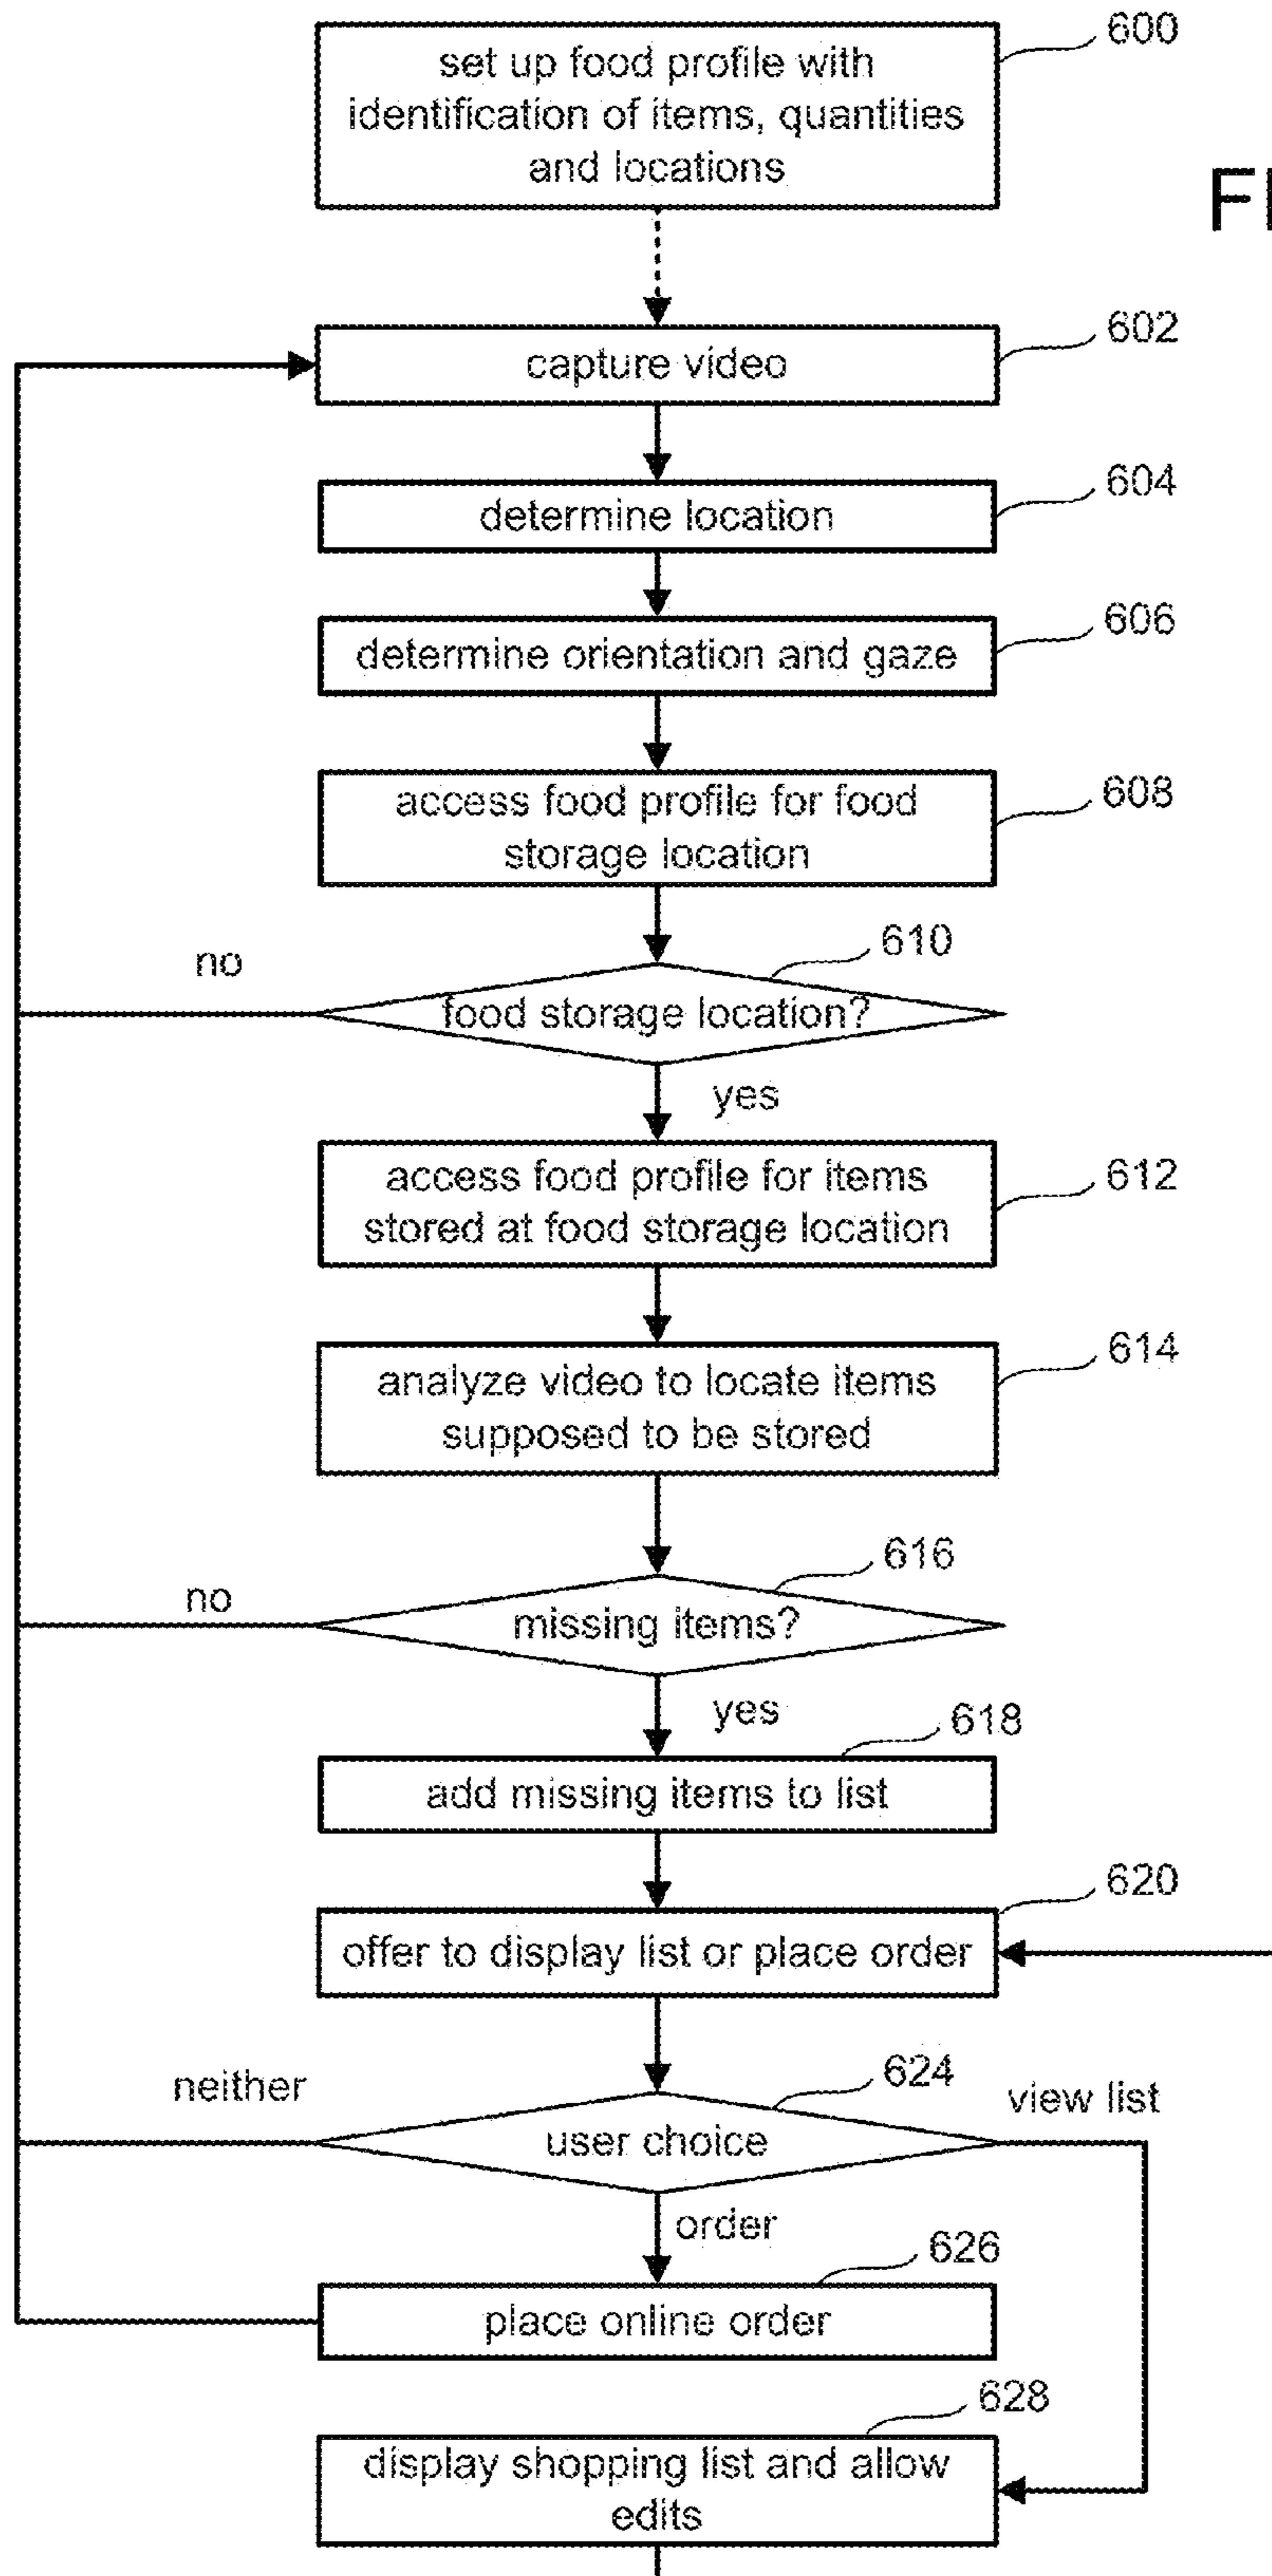 600
set up food profile with
identification of items, quantities
and locations
602
capture video
604
determine location
606
determine orientation and gaze
608
access food profile for food
storage location
610
no
food storage location?
yes
612
access food profile for items
stored at food storage location
614
analyze video to locate items
supposed to be stored
616
no
missing items?
yes
618
add missing items to list
620
offer to display list or place order
624
neither
view list
user choice
order
626
place online order
628
display shopping list and allow
edits